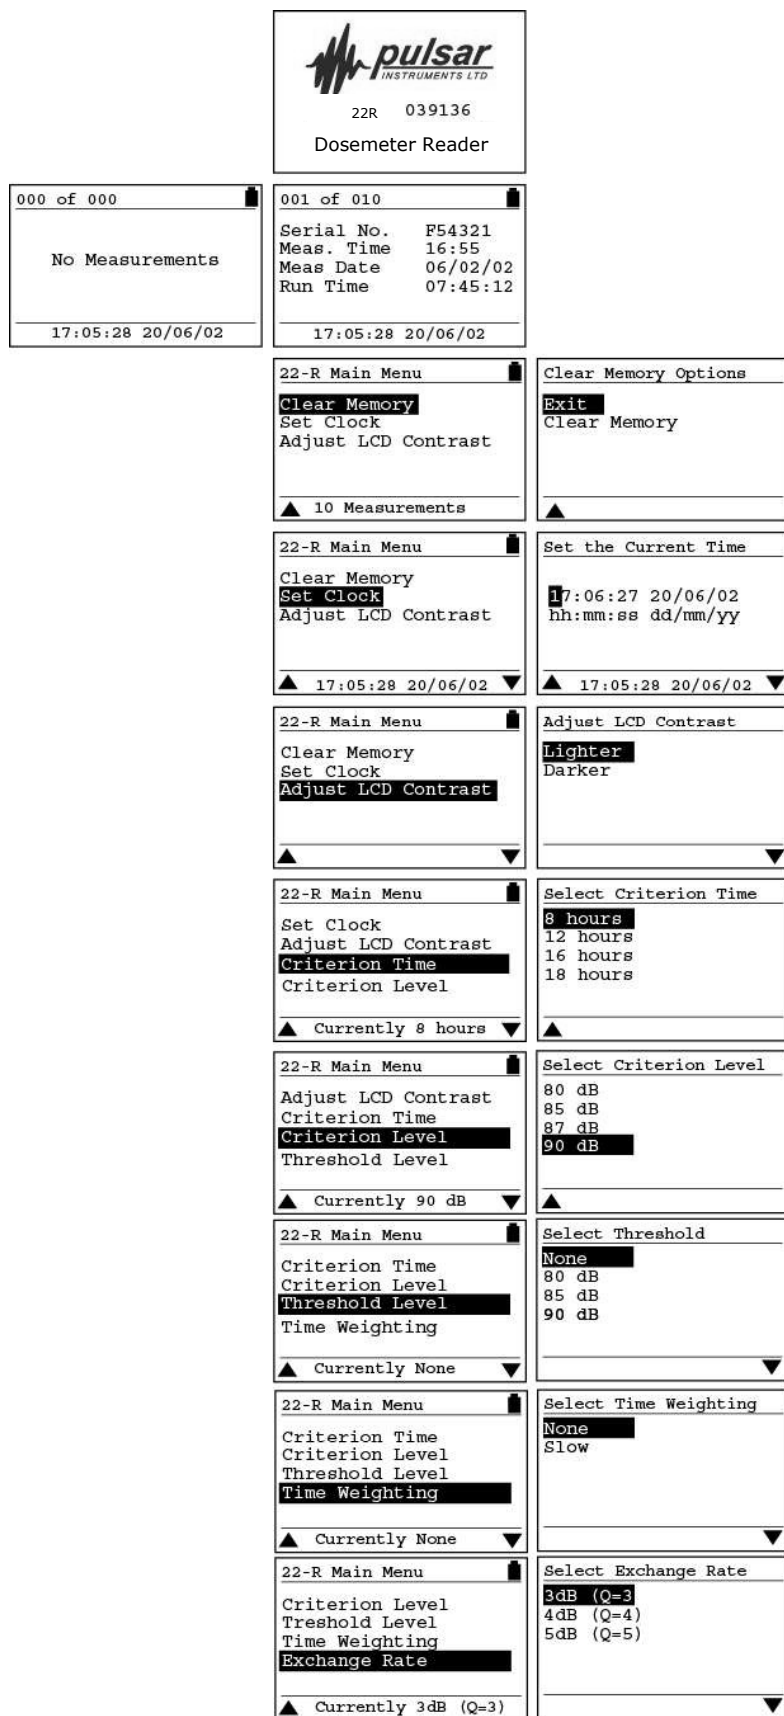 pulsar
INSTRUMENTS LTD
22R 039136
Dosemeter Reader
000 of 000
No Measurements
17:05:28 20/06/02
001 of 010
Serial No. F54321
Meas. Time 16:55
Meas Date 06/02/02
Run Time 07:45:12
17:05:28 20/06/02
22-R Main Menu
Clear Memory
Set Clock
Adjust LCD Contrast
10 Measurements
Clear Memory Options
Exit
Clear Memory
22-R Main Menu
Clear Memory
Set Clock
Adjust LCD Contrast
17:05:28 20/06/02
Set the Current Time
17:06:27 20/06/02
hh:mm:ss dd/mm/yy
17:05:28 20/06/02
22-R Main Menu
Clear Memory
Set Clock
Adjust LCD Contrast
Adjust LCD Contrast
Lighter
Darker
22-R Main Menu
Set Clock
Adjust LCD Contrast
Criterion Time
Criterion Level
Currently 8 hours
Select Criterion Time
8 hours
12 hours
16 hours
18 hours
22-R Main Menu
Adjust LCD Contrast
Criterion Time
Criterion Level
Threshold Level
Currently 90 dB
Select Criterion Level
80 dB
85 dB
87 dB
90 dB
22-R Main Menu
Criterion Time
Criterion Level
Threshold Level
Time Weighting
Currently None
Select Threshold
None
80 dB
85 dB
90 dB
22-R Main Menu
Criterion Time
Criterion Level
Threshold Level
Time Weighting
Currently None
Select Time Weighting
None
Slow
22-R Main Menu
Criterion Level
Treshold Level
Time Weighting
Exchange Rate
Currently 3dB (Q=3)
Select Exchange Rate
3dB (Q=3
4dB (Q=4)
5dB (Q=5)